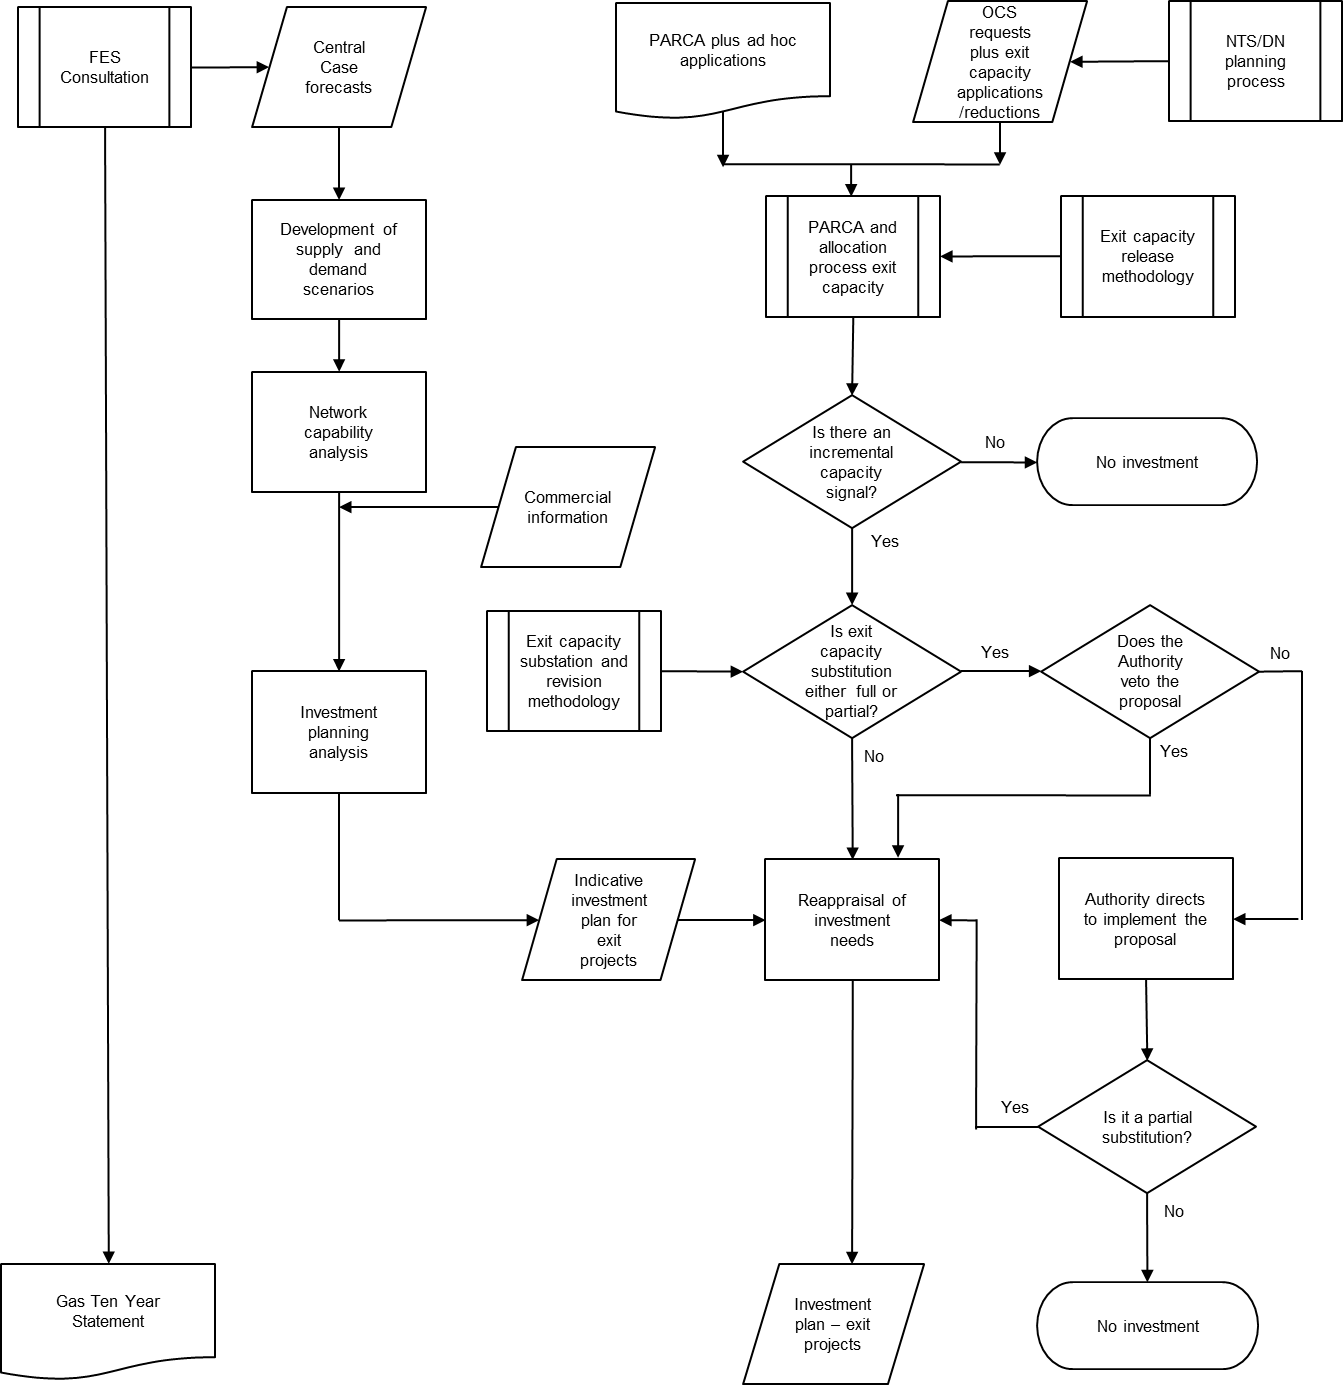 FES
Consultation
Central
Case
forecasts
PARCA plus ad hoc
applications
OCS
requests
plus exit
capacity
applications
/reductions
NTS/DN
planning
process
Development of
supply and
demand
scenarios
PARCA and
allocation
process exit
capacity
Exit capacity
release
methodology
Network
capability
analysis
Is there an
incremental
capacity
signal?
No
No investment
Commercial
information
Yes
Exit capacity
substation and
revision
methodology
Is exit
capacity
substitution
either full or
partial?
Yes
Does the
Authority
veto the
proposal
No
Investment
planning
analysis
No
Yes
Indicative
investment
plan for
exit
projects
Reappraisal of
investment
needs
Authority directs
to implement the
proposal
Yes
Is it a partial
substitution?
No
Gas Ten Year
Statement
Investment
plan – exit
projects
No investment